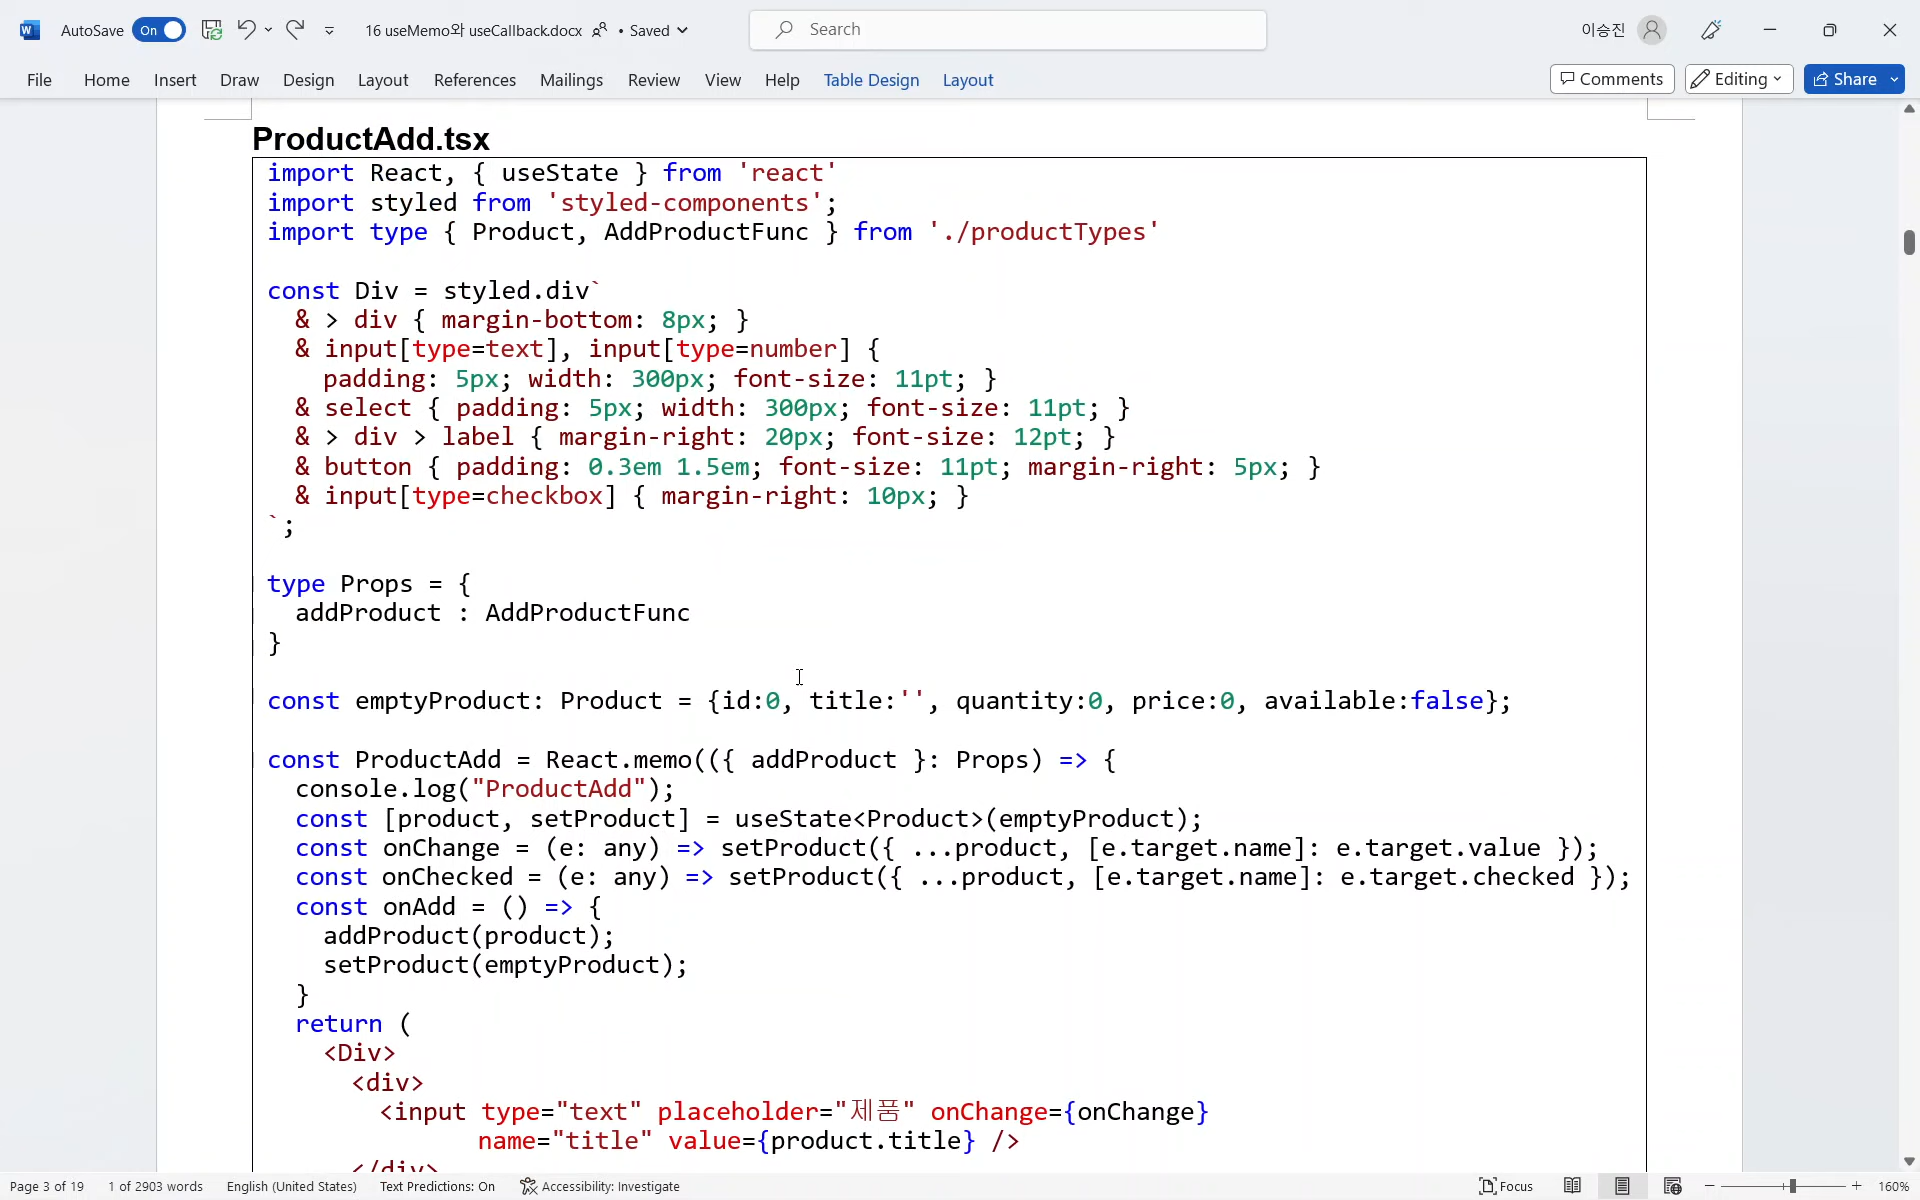 AutoSave On 16 useMemo와 useCallback.docx • Saved Search 이승진
File Home Insert Draw Design Layout References Mailings Review View Help Table Design Layout Comments Editing Share
ProductAdd.tsx
import React, { useState } from 'react'
import styled from 'styled-components';
import type { Product, AddProductFunc } from './productTypes'
const Div = styled.div`
& > div { margin-bottom: 8px; }
& input[type=text], input[type=number] {
padding: 5px; width: 300px; font-size: 11pt; }
& select { padding: 5px; width: 300px; font-size: 11pt; }
& > div > label { margin-right: 20px; font-size: 12pt; }
& button { padding: 0.3em 1.5em; font-size: 11pt; margin-right: 5px; }
& input[type=checkbox] { margin-right: 10px; }
`;
type Props = {
addProduct : AddProductFunc
}
const emptyProduct: Product = {id:0, title:'', quantity:0, price:0, available:false};
const ProductAdd = React.memo(({ addProduct }: Props) => {
console.log("ProductAdd");
const [product, setProduct] = useState<Product>(emptyProduct);
const onChange = (e: any) => setProduct({ ...product, [e.target.name]: e.target.value });
const onChecked = (e: any) => setProduct({ ...product, [e.target.name]: e.target.checked });
const onAdd = () => {
addProduct(product);
setProduct(emptyProduct);
}
return (
<Div>
<div>
<input type="text" placeholder="제품" onChange={onChange}
name="title" value={product.title} />
</div>
Page 3 of 19 1 of 2903 words English (United States) Text Predictions: On Accessibility: Investigate Focus 160%